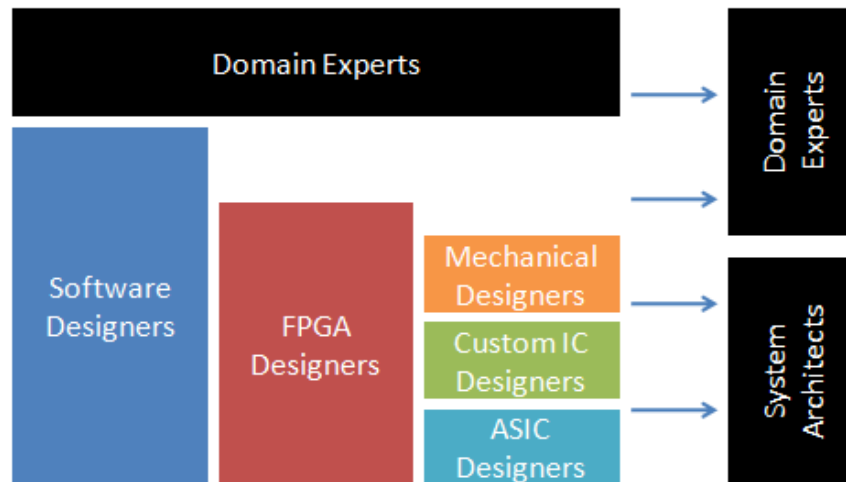 Domain Experts
Software
Designers
FPGA
Designers
Mechanical
Designers
Custom IC
Designers
ASIC
Designers
Domain
Experts
System
Architects